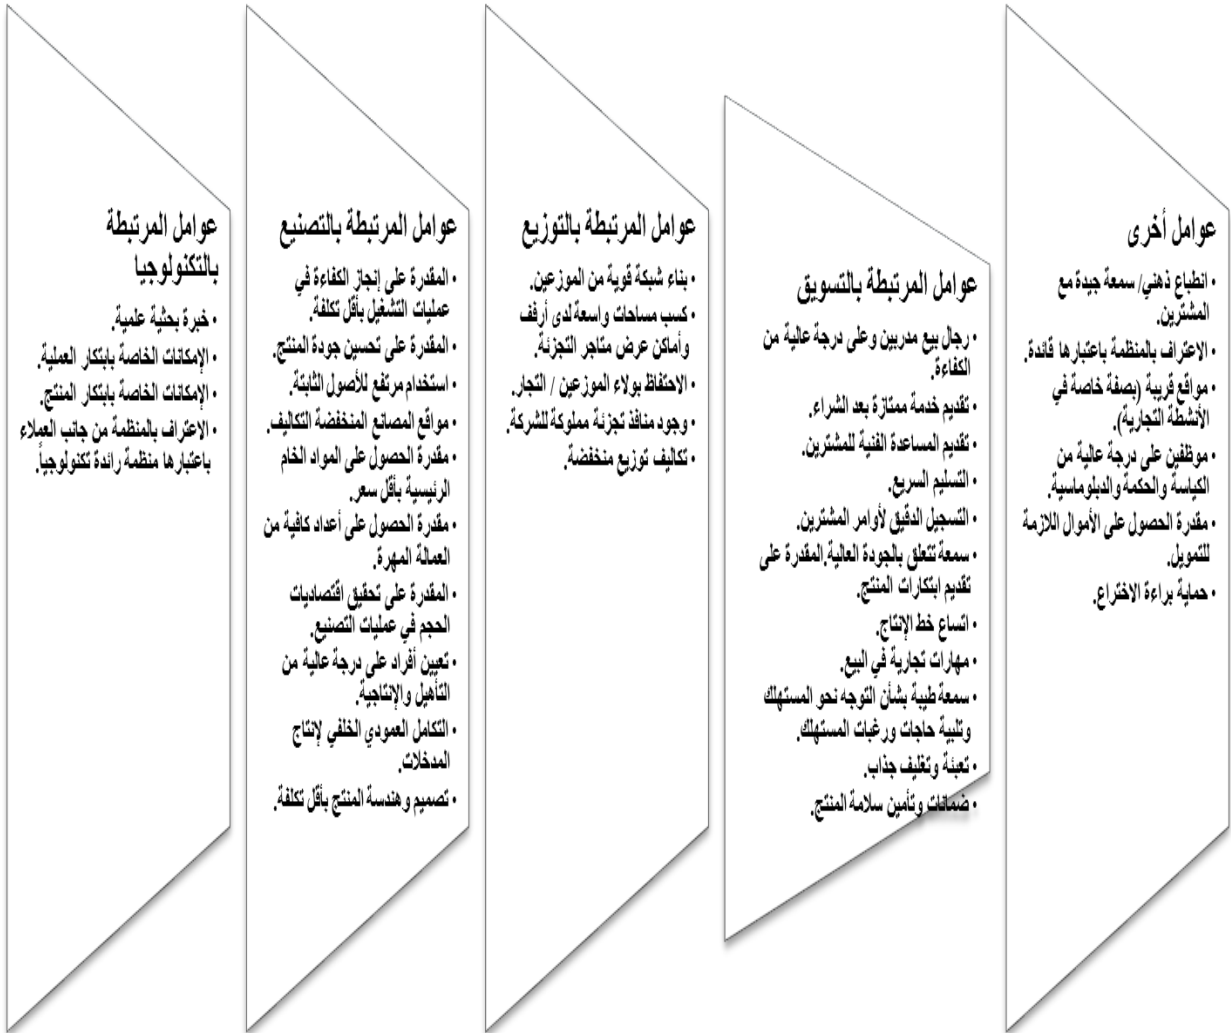 عوامل المرتبطة
بالتكنولوجيا
• خبرة بحثية علمية.
• الإمكانات الخاصة بابتكار العملية.
• الإمكانات الخاصة بابتكار المنتج.
• الاعتراف بالمنظمة من جانب العملاء
باعتبارها منظمة رائدة تكنولوجياً.
عوامل المرتبطة بالتصنيع
• المقدرة على إنجاز الكفاءة في
عمليات التشغيل بأقل تكلفة.
• المقدرة على تحسين جودة المنتج.
• استخدام مرتفع للأصول الثابتة.
• مواقع المصانع المنخفضة التكاليف.
• مقدرة الحصول على المواد الخام
الرئيسية بأقل سعر.
• مقدرة الحصول على أعداد كافية من
العمالة المهرة.
• المقدرة على تحقيق اقتصاديات
الحجم في عمليات التصنيع.
• تعيين أفراد على درجة عالية من
التأهيل والإنتاجية.
• التكامل العمودي الخلفي لإنتاج
المدخلات.
• تصميم وهندسة المنتج بأقل تكلفة.
عوامل المرتبطة بالتوزيع
• بناء شبكة قوية من الموزعين.
• كسب مساحات واسعة لدى أرفف
وأماكن عرض متاجر التجزئة.
• الاحتفاظ بولاء الموزعين / التجار.
• وجود منافذ تجزئة مملوكة للشركة.
• تكاليف توزيع منخفضة.
عوامل المرتبطة بالتسويق
• رجال بيع مدربين وعلى درجة عالية من
الكفاءة.
• تقديم خدمة ممتازة بعد الشراء.
• تقديم المساعدة الفنية للمشترين.
• التسليم السريع.
• التسجيل الدقيق لأوامر المشترين.
• سمعة تتعلق بالجودة العالية.المقدرة على
تقديم ابتكارات المنتج.
• اتساع خط الإنتاج.
• مهارات تجارية في البيع.
• سمعة طيبة بشأن التوجه نحو المستهلك
وتلبية حاجات ورغبات المستهلك.
• تعبئة وتغليف جذاب.
• ضمانات وتأمين سلامة المنتج.
عوامل أخرى
• انطباع ذهني/ سمعة جيدة مع
المشترين.
• الاعتراف بالمنظمة باعتبارها قائدة.
• مواقع قريبة (بصفة خاصة في
الأنشطة التجارية).
• موظفين على درجة عالية من
الكياسة والحكمة والدبلوماسية.
• مقدرة الحصول على الأموال اللازمة
للتمويل.
• حماية براءة الاختراع.